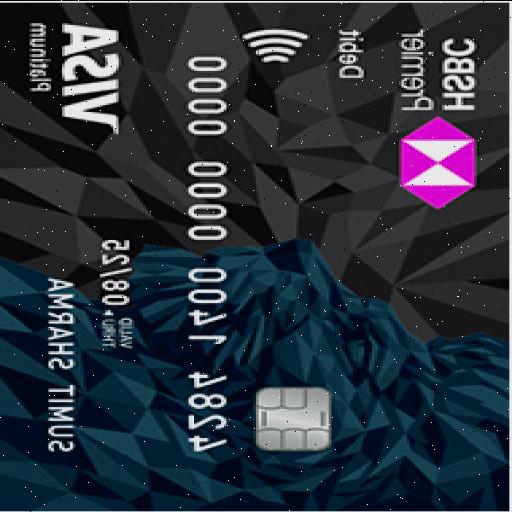 HSBC
Premier
Debit
4284 1400 0000 0000
VALID
THRU
08/25
SUMIT SHARMA
VISA
Platinum